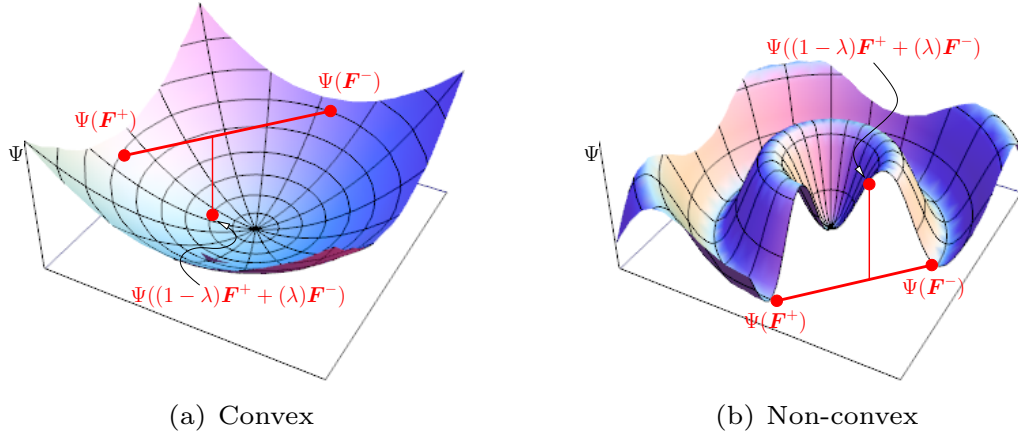 Ψ((1 − λ)F⁺ + (λ)F⁻)
Ψ(F⁻)
Ψ(F⁺)
Ψ
Ψ
Ψ((1 − λ)F⁺ + (λ)F⁻)
Ψ(F⁻)
Ψ(F⁺)
(a) Convex
(b) Non-convex